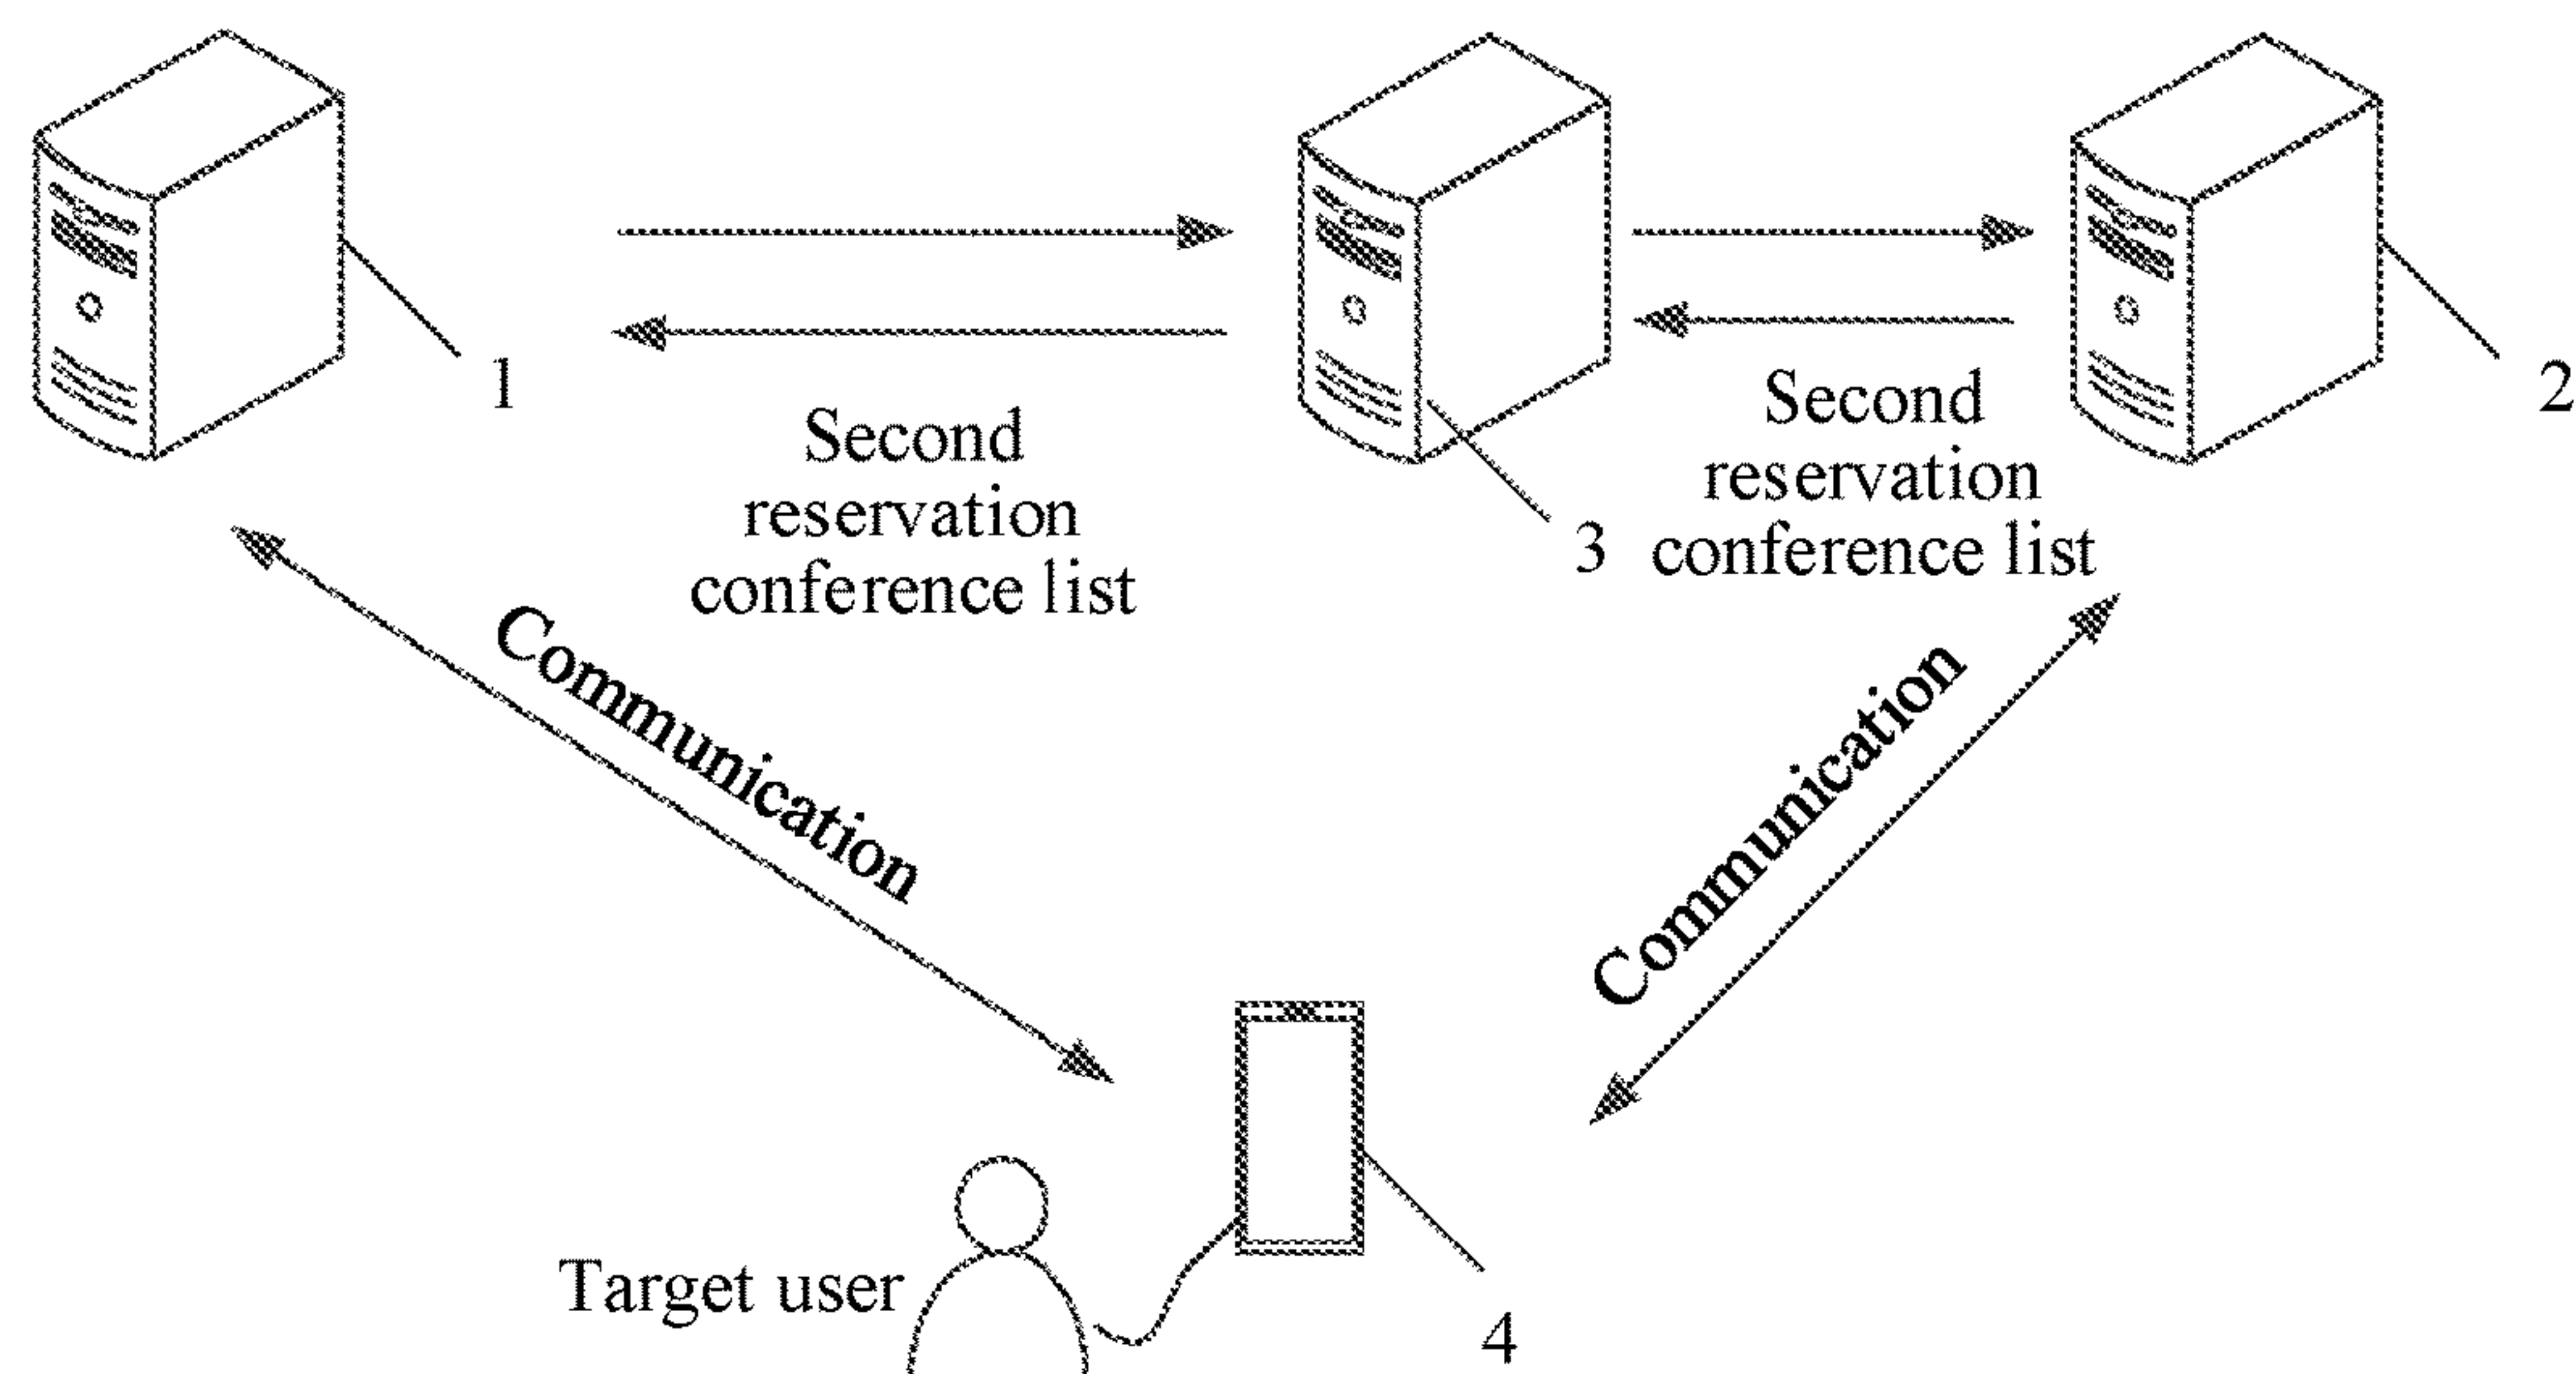 1
2
Second
reservation
conference list
3
Second
reservation
conference list
Communication
Communication
Target user
4